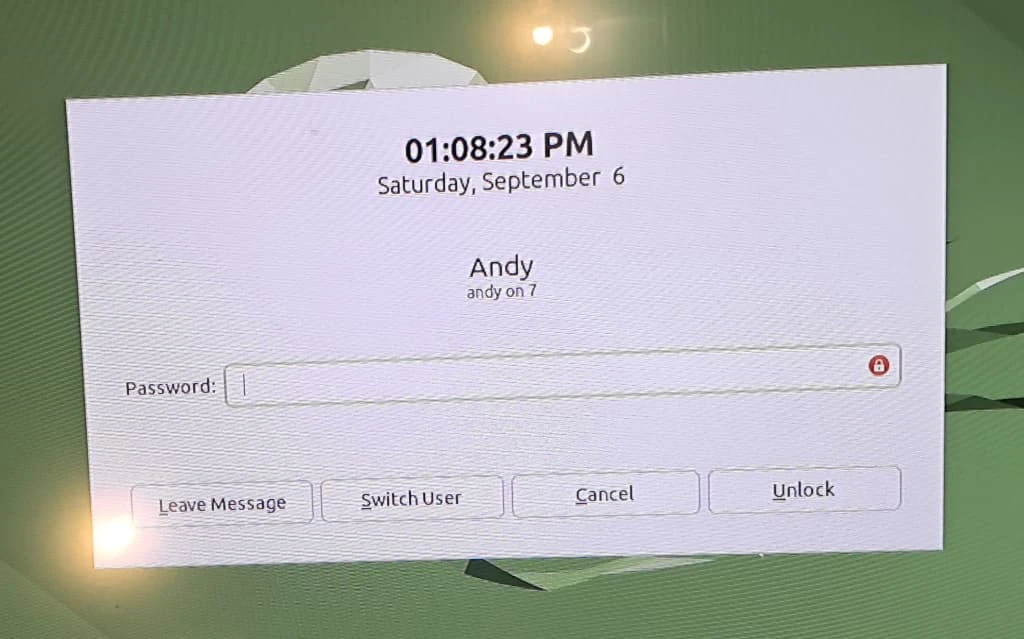 01:08:23 PM
Saturday, September 6
Andy
andy on 7
Password:
Leave Message Switch User Cancel Unlock